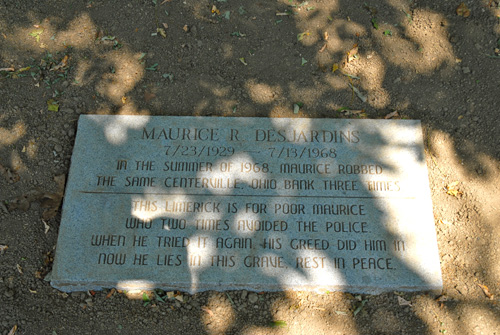 MAURICE R. DESJARDINS
7/23/1929 - 7/13/1968
IN THE SUMMER OF 1968, MAURICE ROBBED
THE SAME CENTERVILLE, OHIO BANK THREE TIMES
THIS LIMERICK IS FOR POOR MAURICE
WHO TWO TIMES AVOIDED THE POLICE.
WHEN HE TRIED IT AGAIN, HIS GREED DID HIM IN
NOW HE LIES IN THIS GRAVE, REST IN PEACE.